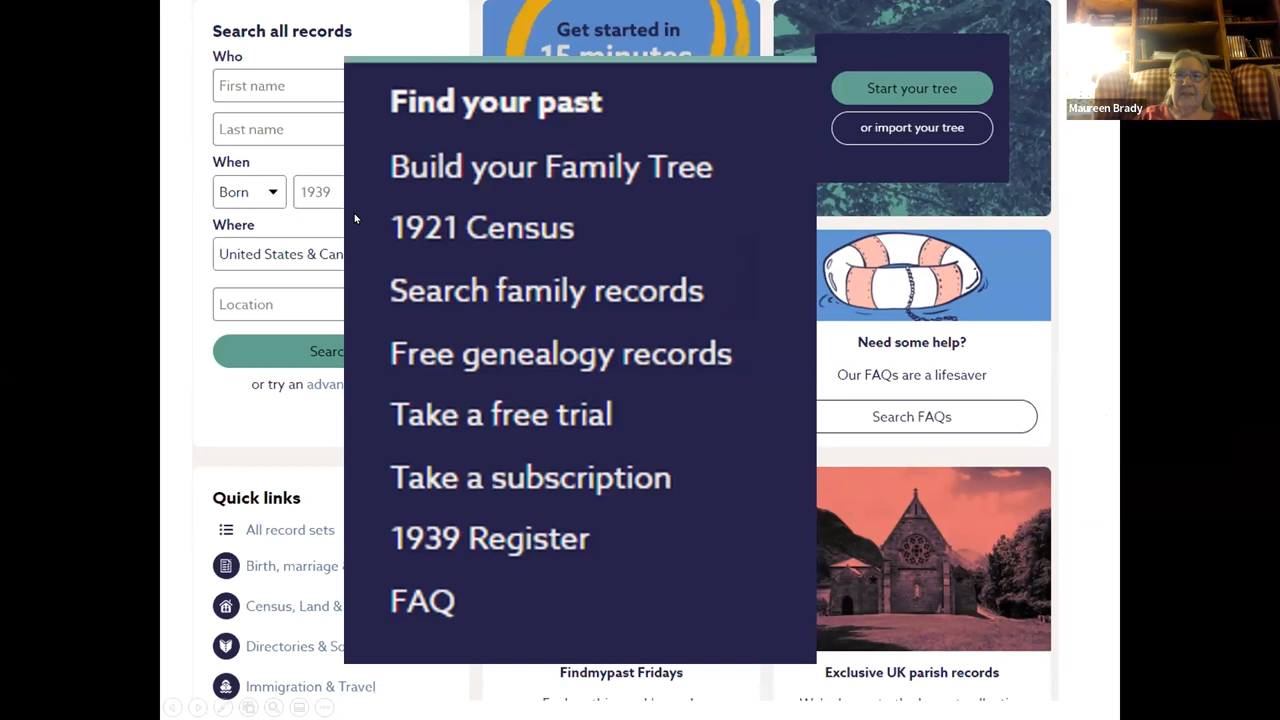 Search all records
Who
First name
Last name
When
Born
1939
Where
United States & Can
Location
Searc
or try an advan
Quick links
All record sets
Birth, marriage
Census, Land &
Directories & So
Immigration & Travel
Get started in
15 minutes
Find your past
Build your Family Tree
1921 Census
Search family records
Free genealogy records
Take a free trial
Take a subscription
1939 Register
FAQ
Findmypast Fridays
Start your tree
or import your tree
Need some help?
Our FAQs are a lifesaver
Search FAQs
Exclusive UK parish records
Maureen Brady